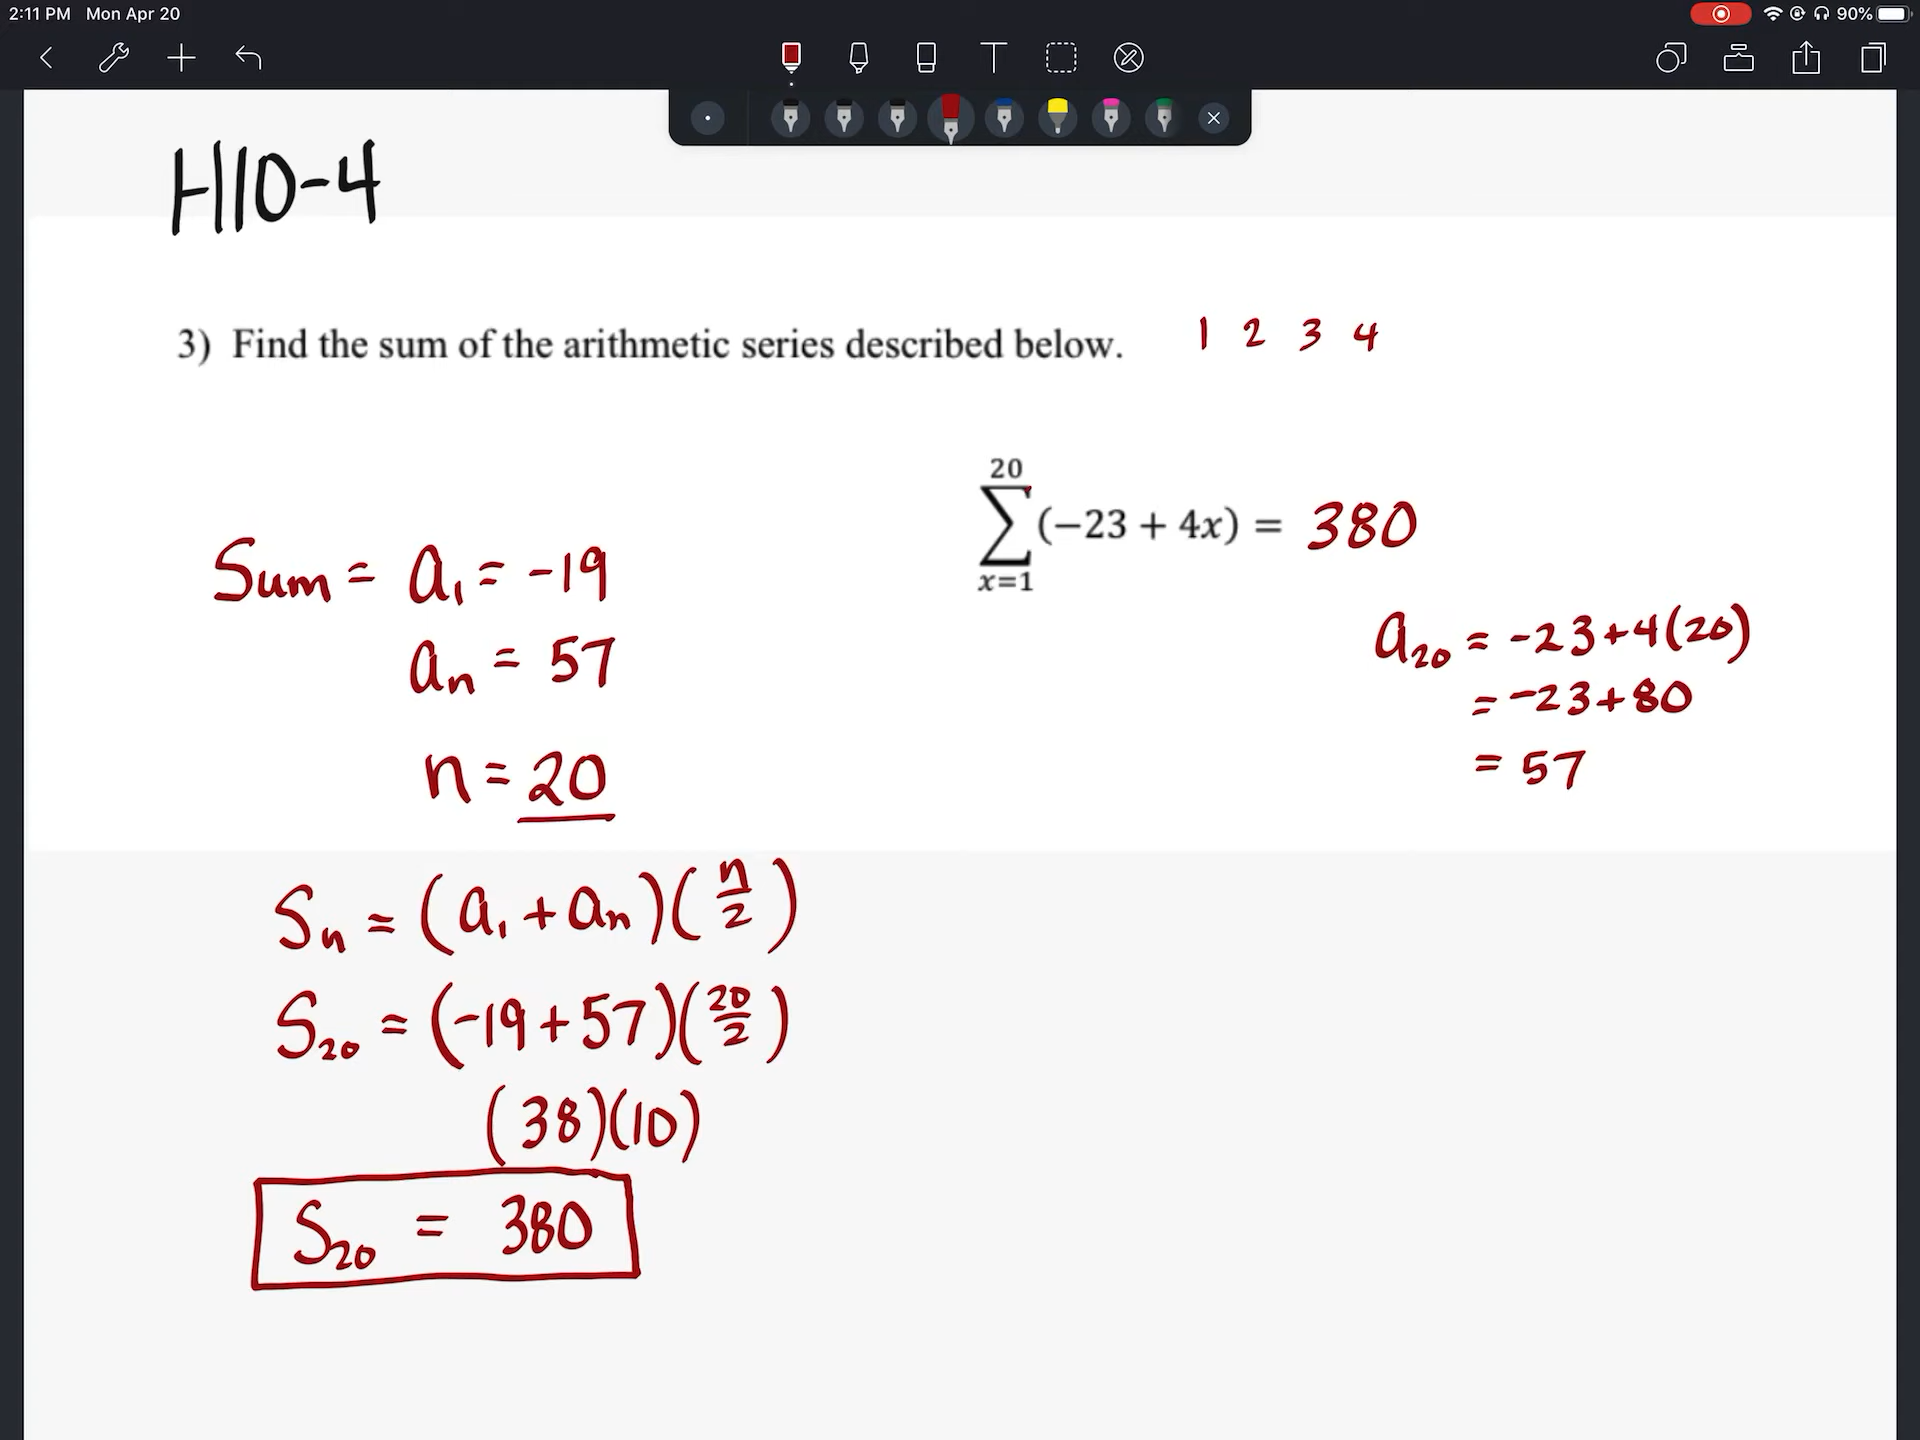 2:11 PM Mon Apr 20
90%
H10-4
3) Find the sum of the arithmetic series described below.
1 2 3 4
20
∑(−23 + 4x) = 380
x=1
Sum = a₁ = -19
aₙ = 57
n = 20
a₂₀ = -23+4(20)
= -23+80
= 57
Sₙ = (a₁ + aₙ)(n/2)
S₂₀ = (-19+57)(20/2)
(38)(10)
S₂₀ = 380